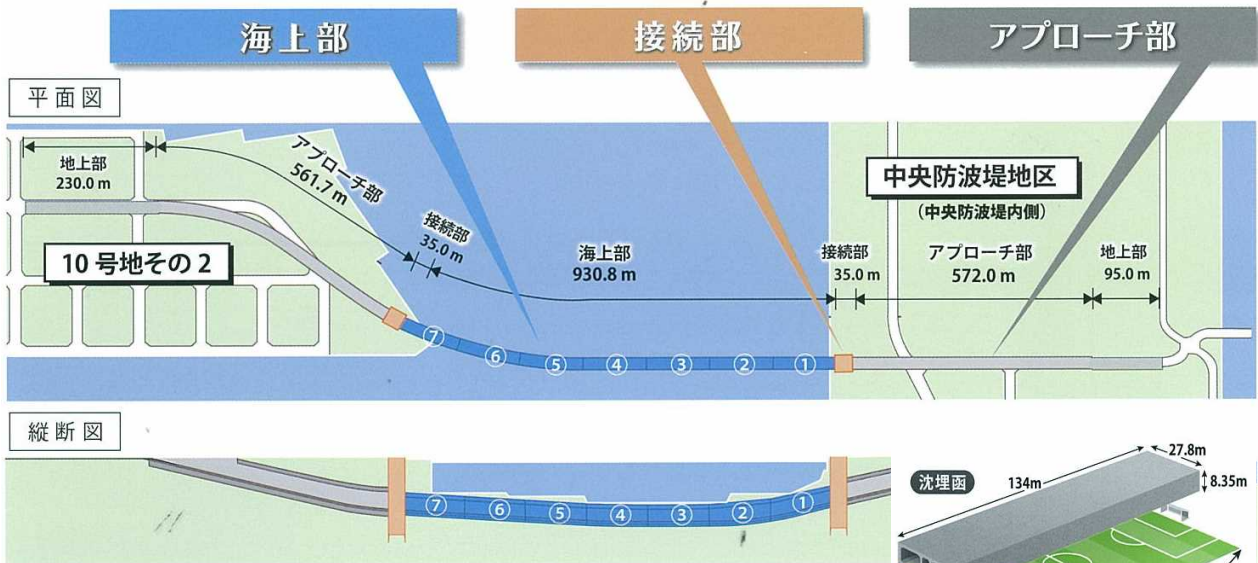 海上部
接続部
アプローチ部
平面図
地上部
230.0 m
アプローチ部
561.7 m
接続部
35.0 m
海上部
930.8 m
中央防波堤地区
（中央防波堤内側）
接続部
35.0 m
アプローチ部
572.0 m
地上部
95.0 m
10 号地その 2
⑦ ⑥ ⑤ ④ ③ ② ①
縦断図
⑦ ⑥ ⑤ ④ ③ ② ①
沈埋函
134m
27.8m
8.35m